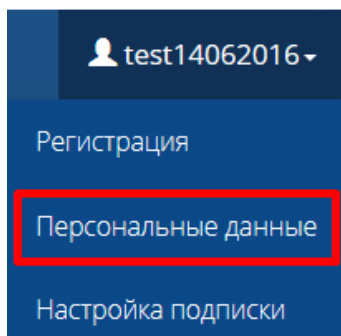 test14062016
Регистрация
Персональные данные
Настройка подписки